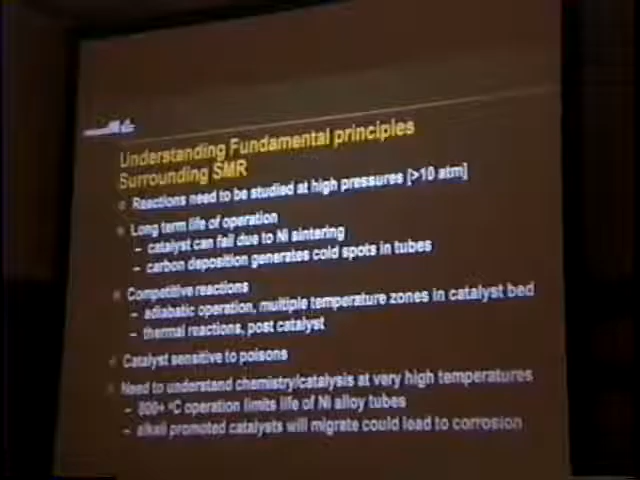 Understanding Fundamental principles
Surrounding SMR
Reactions need to be studied at high pressures [>10 atm]
Long term life of operation
– catalyst can fail due to Ni sintering
– carbon deposition generates cold spots in tubes
Competitive reactions
– adiabatic operation, multiple temperature zones in catalyst bed
– thermal reactions, post catalyst
Catalyst sensitive to poisons
Need to understand chemistry/catalysis at very high temperatures
– 800+ °C operation limits life of Ni alloy tubes
– alkali promoted catalysts will migrate could lead to corrosion